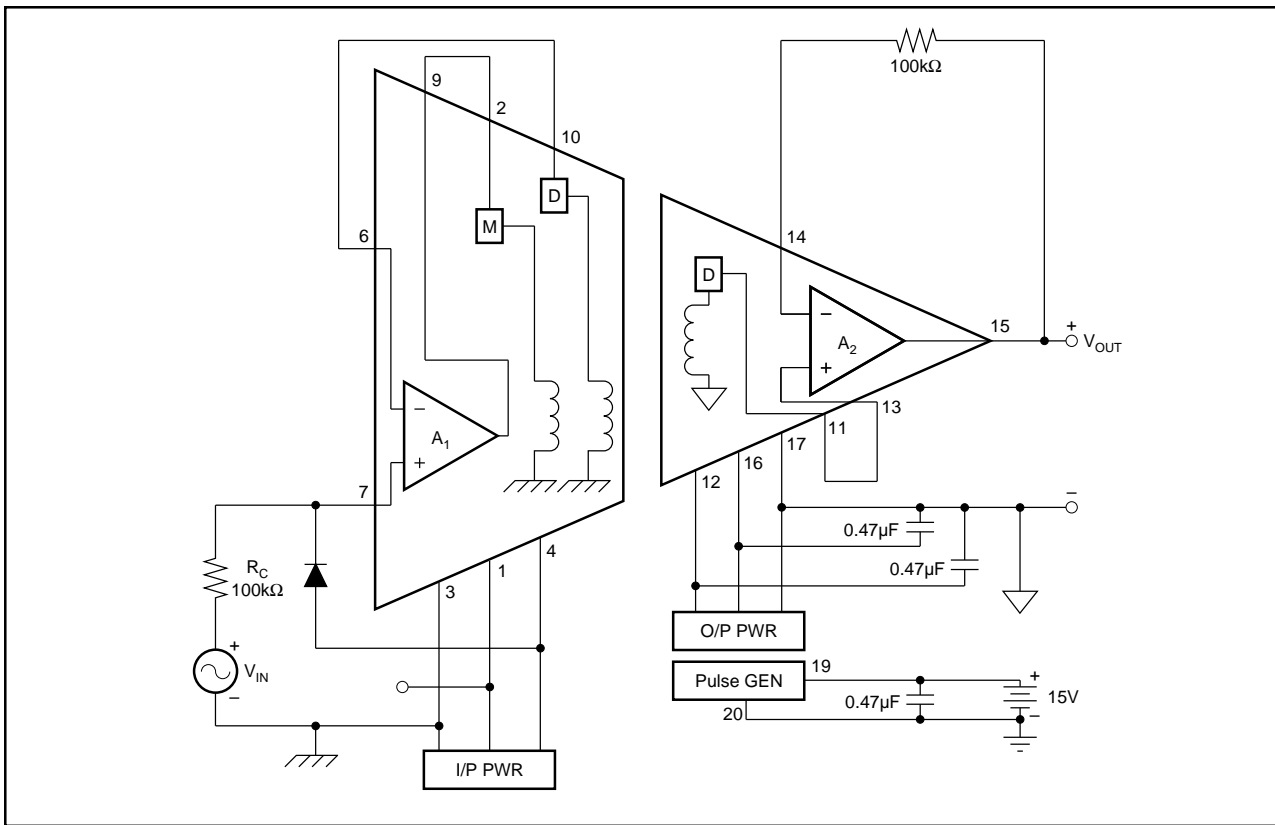 100kΩ
9
2
10
D
M
6
14
D
−
15
+
A2
VOUT
+
13
−
11
A1
17
+
16
7
12
−
4
0.47µF
RC
1
100kΩ
3
0.47µF
O/P PWR
+
19
VIN
Pulse GEN
+
−
0.47µF
15V
20
−
I/P PWR